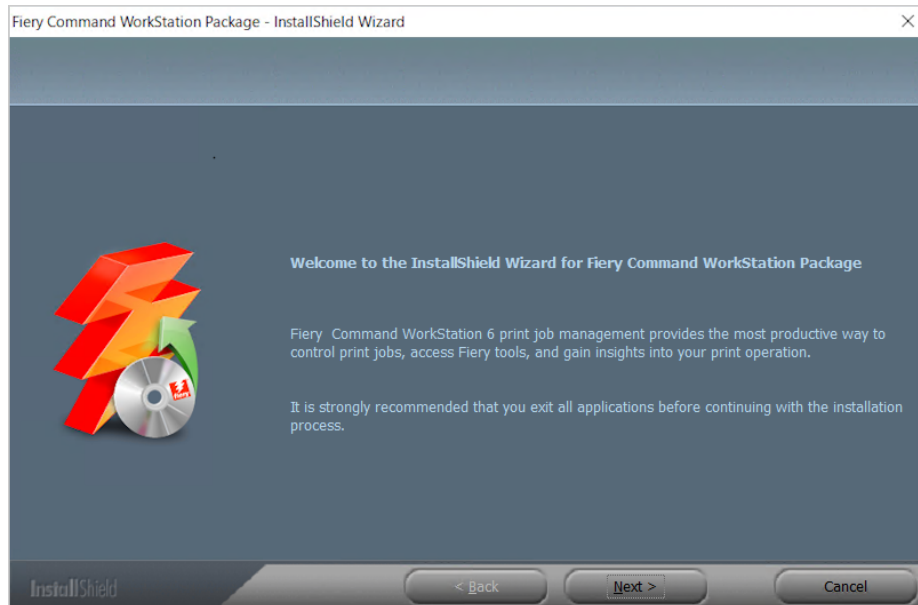 Fiery Command WorkStation Package - InstallShield Wizard
Welcome to the InstallShield Wizard for Fiery Command WorkStation Package
Fiery Command WorkStation 6 print job management provides the most productive way to
control print jobs, access Fiery tools, and gain insights into your print operation.
It is strongly recommended that you exit all applications before continuing with the installation
process.
fiery
InstallShield
< Back
Next >
Cancel